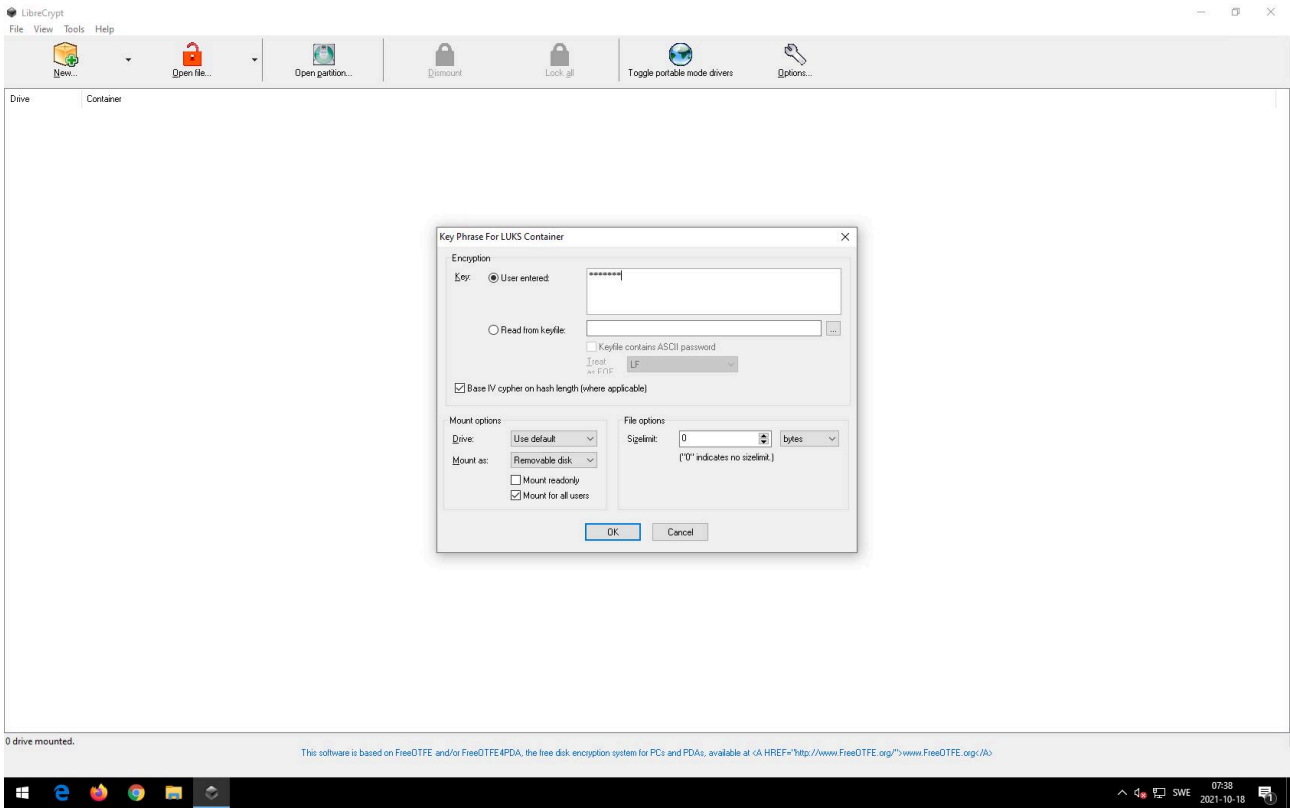 LibreCrypt
File View Tools Help
New...
Open file...
Open partition...
Dismount
Lock all
Toggle portable mode drivers
Options...
Drive Container
Key Phrase For LUKS Container
Encryption
Key: User entered: *******
Read from keyfile: ...
Keyfile contains ASCII password
Treat
as EOF LF
Base IV cypher on hash length (where applicable)
Mount options
Drive: Use default
Mount as: Removable disk
Mount readonly
Mount for all users
File options
Sizelimit: 0 bytes
("0" indicates no sizelimit.)
OK Cancel
0 drive mounted.
This software is based on FreeOTFE and/or FreeOTFE4PDA, the free disk encryption system for PCs and PDAs, available at <A HREF="http://www.FreeOTFE.org/">www.FreeOTFE.org</A>
SWE
07:38
2021-10-18